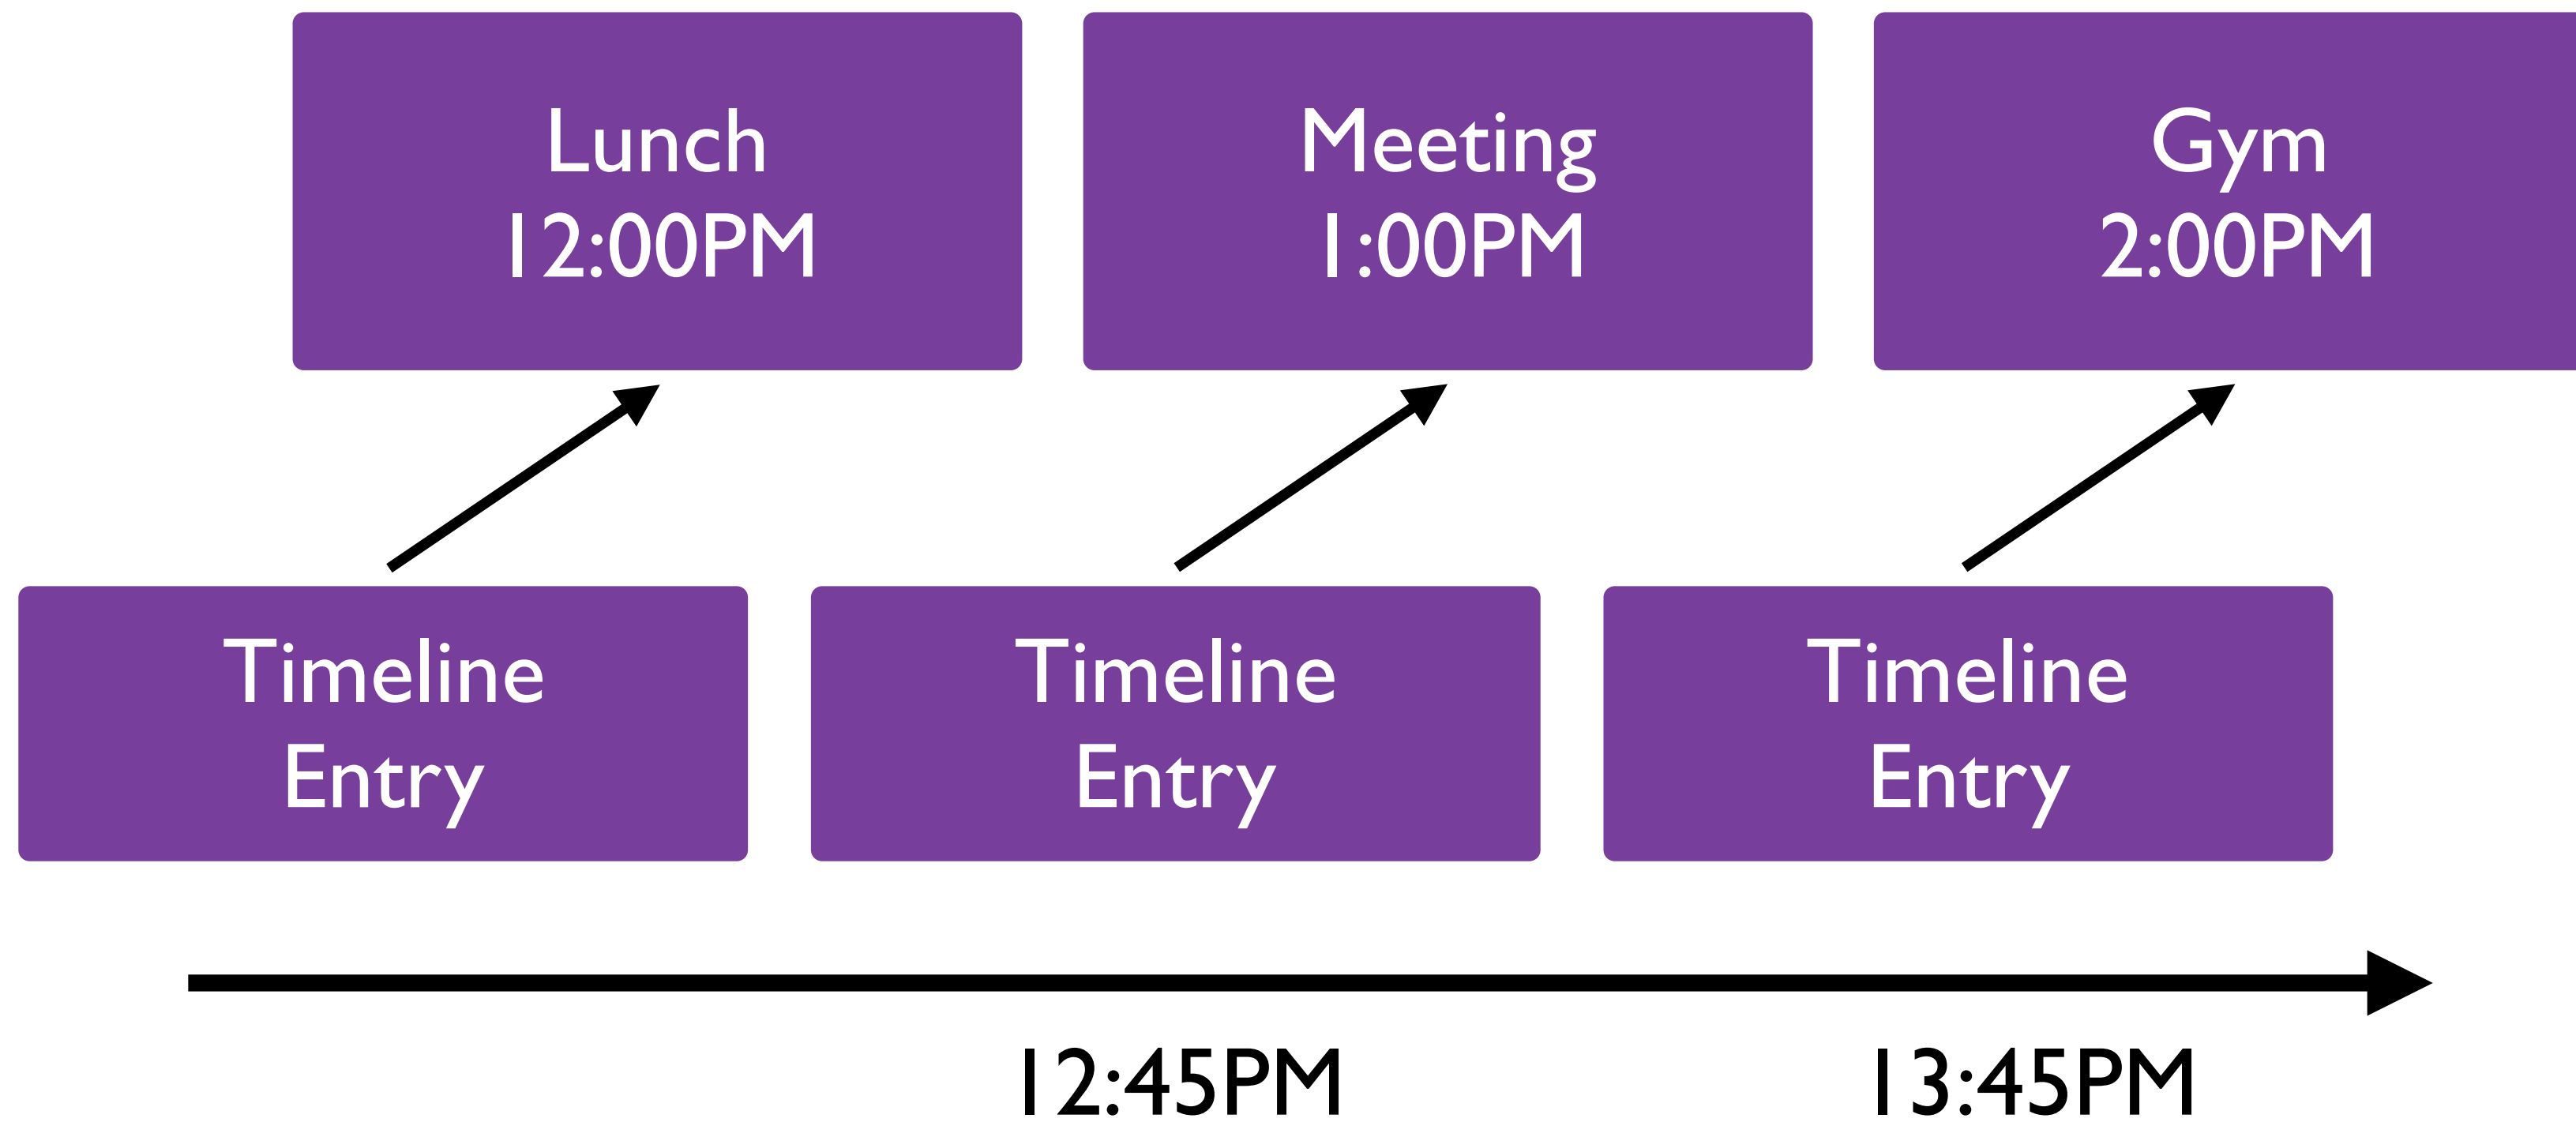 Lunch
12:00PM
Meeting
1:00PM
Gym
2:00PM
Timeline
Entry
Timeline
Entry
Timeline
Entry
12:45PM
13:45PM